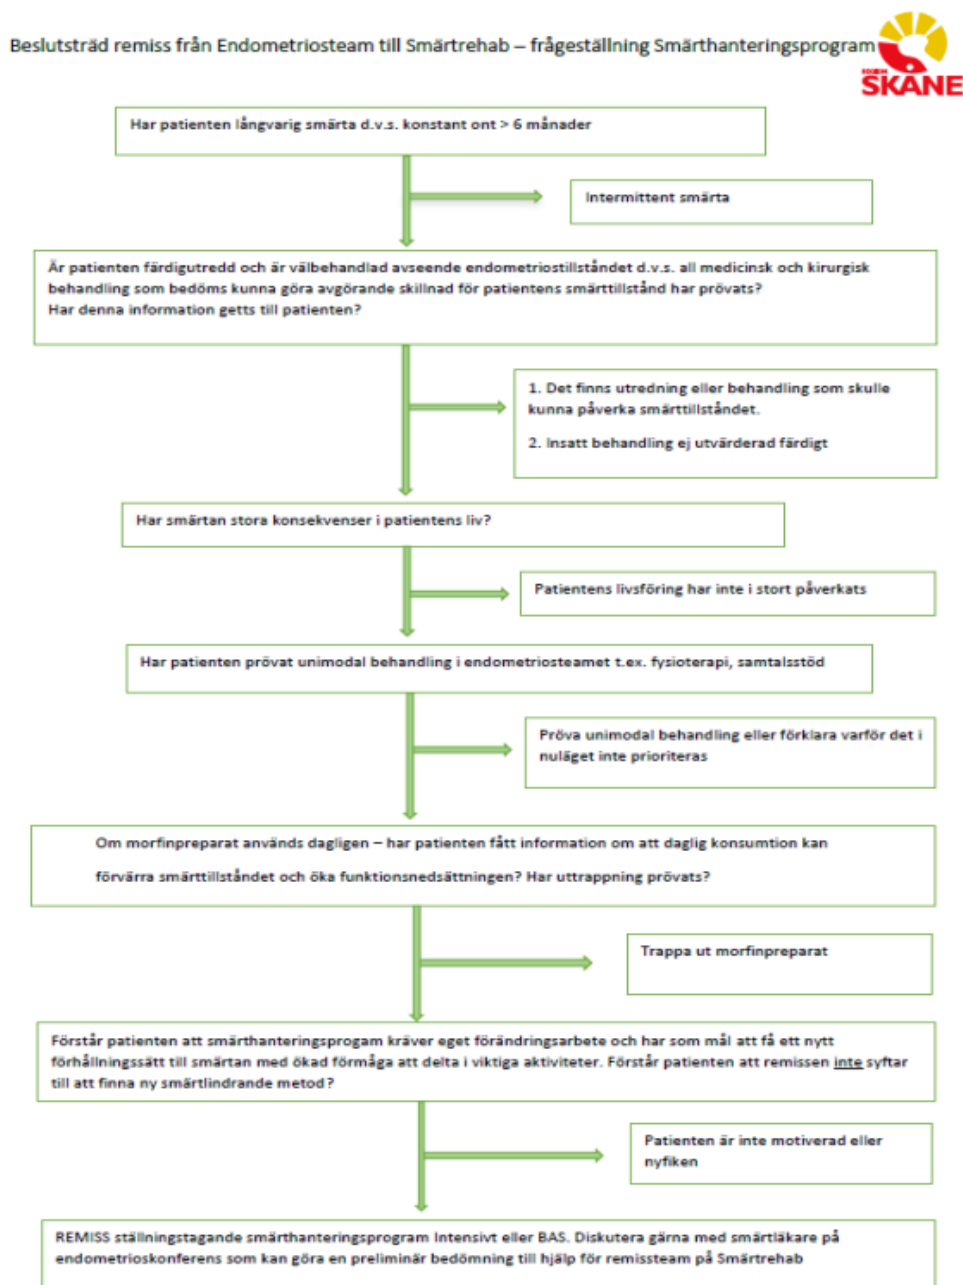 Beslutsträd remiss från Endometriosteam till Smärtrehab – frågeställning Smärthanteringsprogram
REGION
SKÅNE
Har patienten långvarig smärta d.v.s. konstant ont > 6 månader
Intermittent smärta
Är patienten färdigutredd och är välbehandlad avseende endometriostillståndet d.v.s. all medicinsk och kirurgisk
behandling som bedöms kunna göra avgörande skillnad för patientens smärttillstånd har prövats?
Har denna information getts till patienten?
1. Det finns utredning eller behandling som skulle
kunna påverka smärttillståndet.
2. Insatt behandling ej utvärderad färdigt
Har smärtan stora konsekvenser i patientens liv?
Patientens livsföring har inte i stort påverkats
Har patienten prövat unimodal behandling i endometriosteamet t.ex. fysioterapi, samtalsstöd
Pröva unimodal behandling eller förklara varför det i
nuläget inte prioriteras
Om morfinpreparat används dagligen – har patienten fått information om att daglig konsumtion kan
förvärra smärttillståndet och öka funktionsnedsättningen? Har uttrappning prövats?
Trappa ut morfinpreparat
Förstår patienten att smärthanteringsprogam kräver eget förändringsarbete och har som mål att få ett nytt
förhållningssätt till smärtan med ökad förmåga att delta i viktiga aktiviteter. Förstår patienten att remissen inte syftar
till att finna ny smärtlindrande metod?
Patienten är inte motiverad eller
nyfiken
REMISS ställningstagande smärthanteringsprogram Intensivt eller BAS. Diskutera gärna med smärtläkare på
endometrioskonferens som kan göra en preliminär bedömning till hjälp för remissteam på Smärtrehab